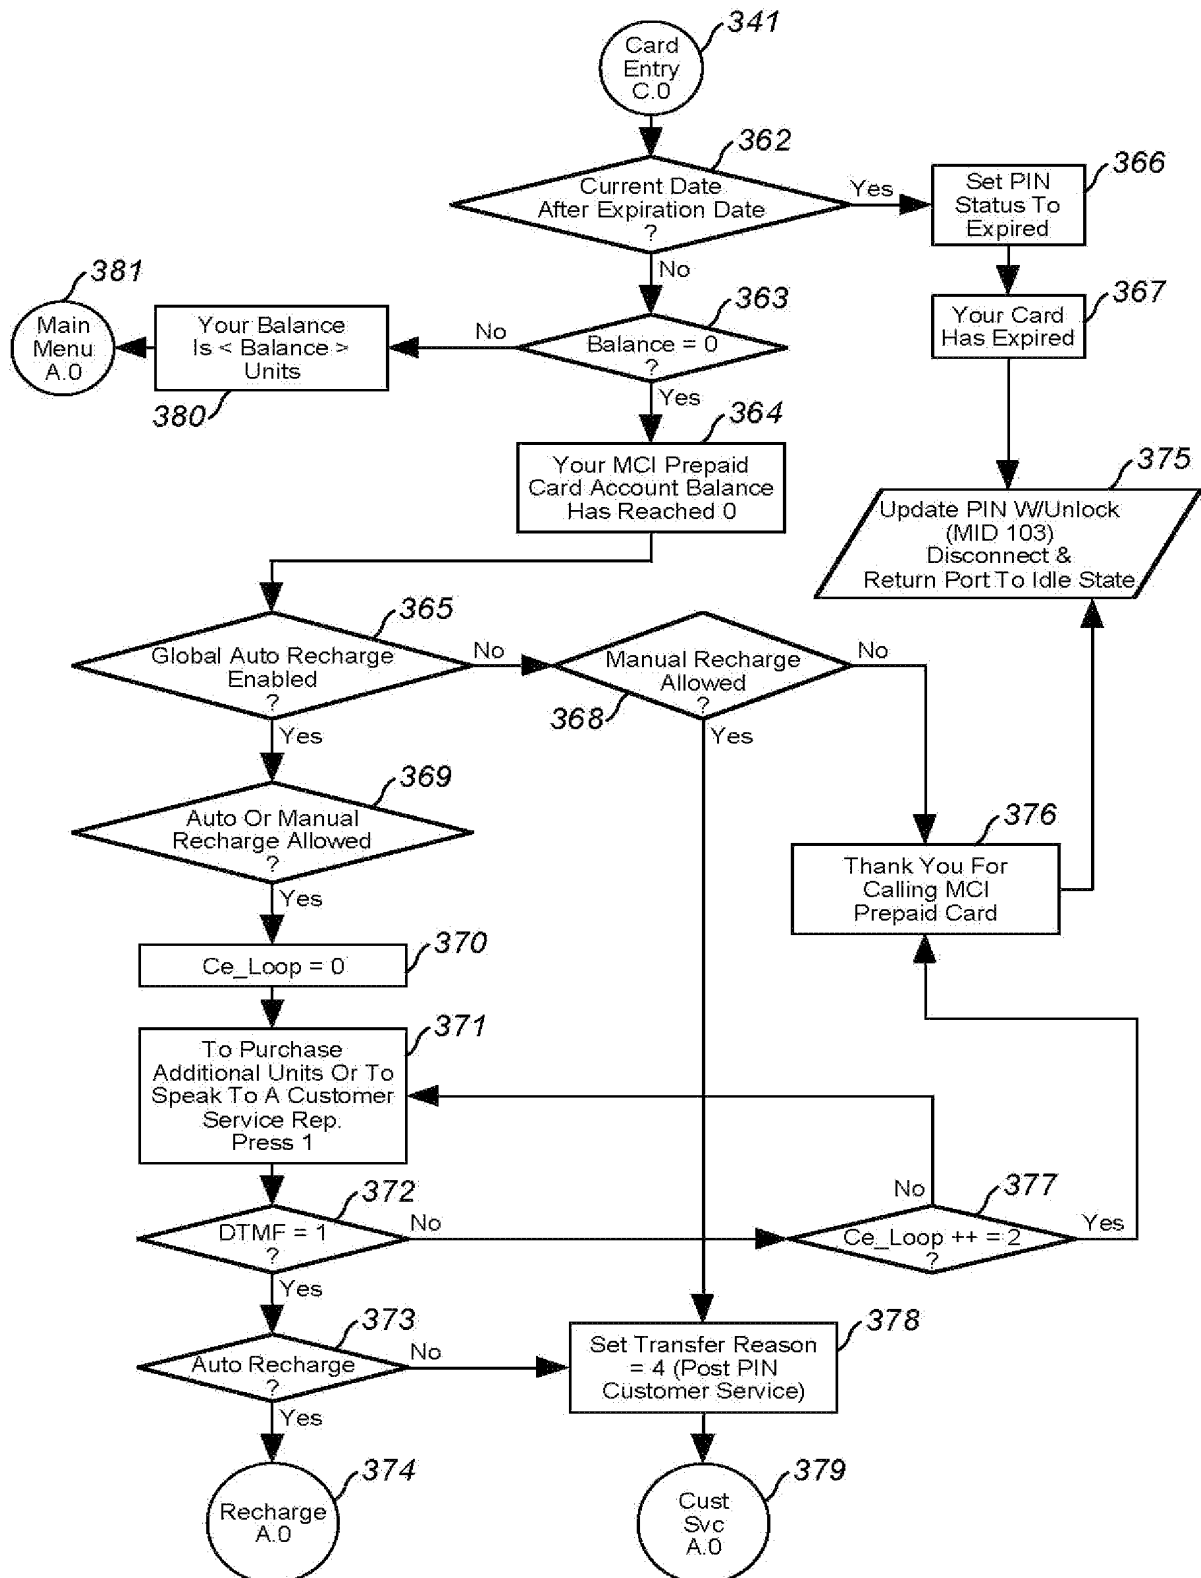 341
Card
Entry
C.0
362
Current Date
After Expiration Date
?
Yes
366
Set PIN
Status To
Expired
No
381
Main
Menu
A.0
Your Balance
Is < Balance >
Units
380
No
363
Balance = 0
?
Yes
367
Your Card
Has Expired
364
Your MCI Prepaid
Card Account Balance
Has Reached 0
375
Update PIN W/Unlock
(MID 103)
Disconnect &
Return Port To Idle State
365
Global Auto Recharge
Enabled
?
No
Yes
Manual Recharge
Allowed
?
368
No
Yes
369
Auto Or Manual
Recharge Allowed
?
Yes
376
Thank You For
Calling MCI
Prepaid Card
370
Ce_Loop = 0
371
To Purchase
Additional Units Or To
Speak To A Customer
Service Rep.
Press 1
372
DTMF = 1
?
No
Yes
No
377
Ce_Loop ++ = 2
?
Yes
373
Auto Recharge
?
No
Yes
378
Set Transfer Reason
= 4 (Post PIN
Customer Service)
374
Recharge
A.0
379
Cust
Svc
A.0